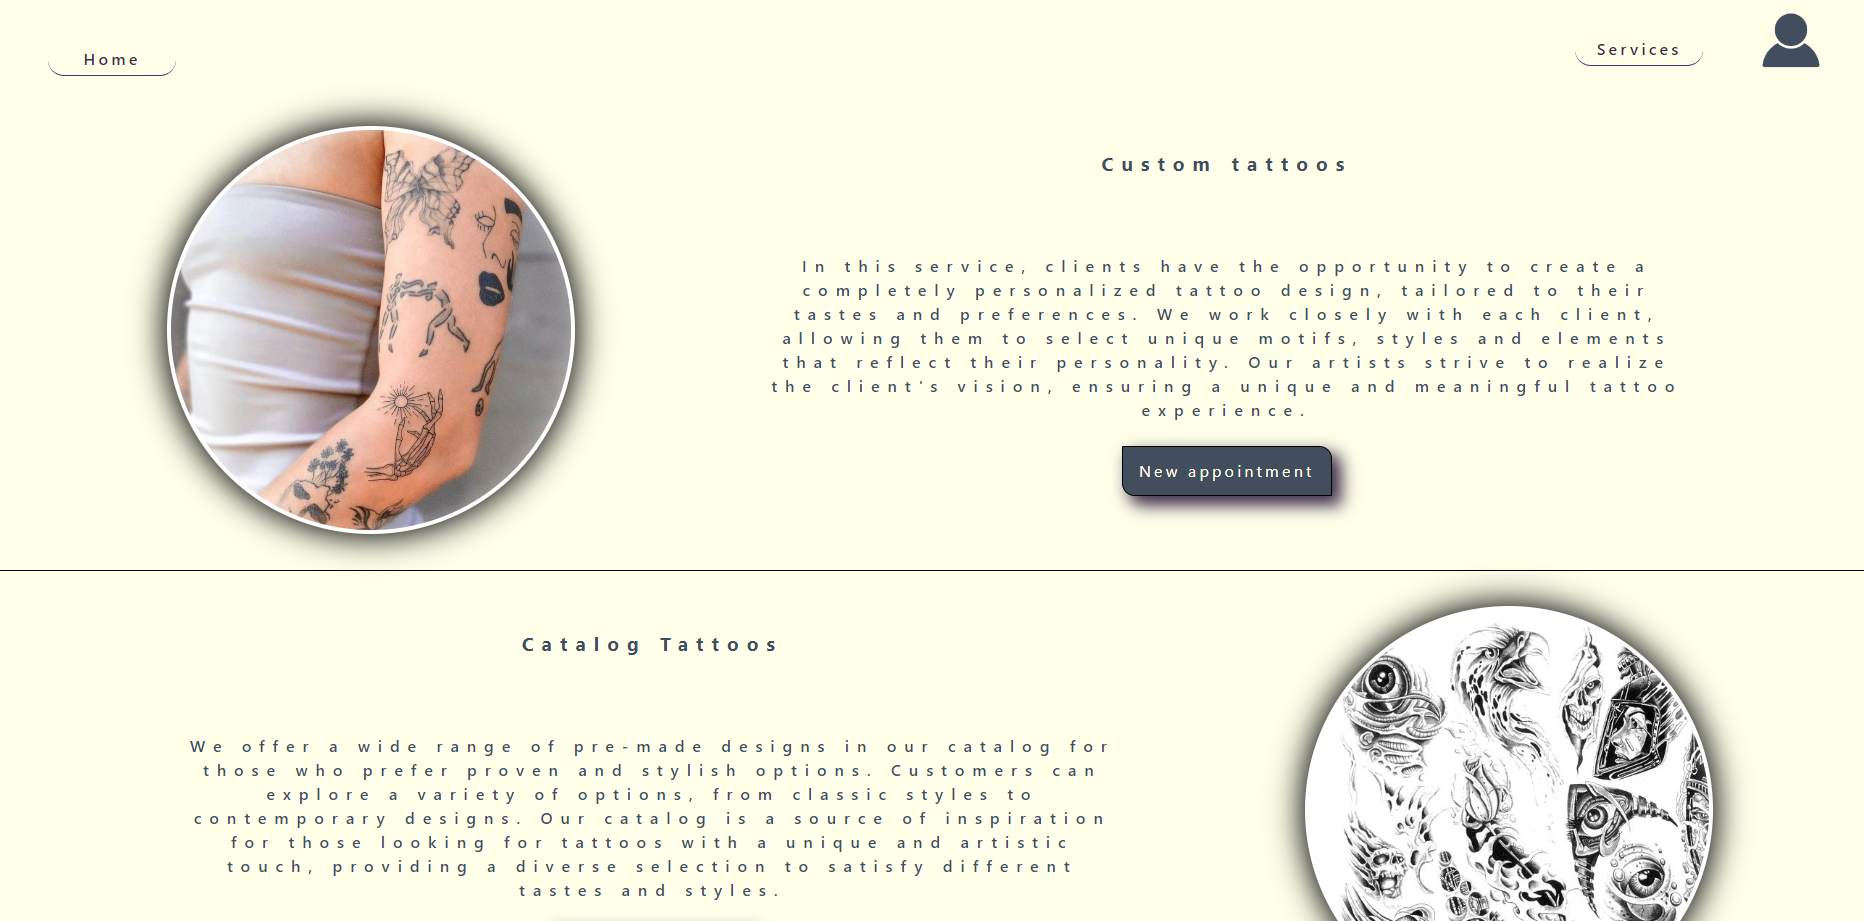 Home
Services
Custom tattoos
In this service, clients have the opportunity to create a
completely personalized tattoo design, tailored to their
tastes and preferences. We work closely with each client,
allowing them to select unique motifs, styles and elements
that reflect their personality. Our artists strive to realize
the client's vision, ensuring a unique and meaningful tattoo
experience.
New appointment
Catalog Tattoos
We offer a wide range of pre-made designs in our catalog for
those who prefer proven and stylish options. Customers can
explore a variety of options, from classic styles to
contemporary designs. Our catalog is a source of inspiration
for those looking for tattoos with a unique and artistic
touch, providing a diverse selection to satisfy different
tastes and styles.